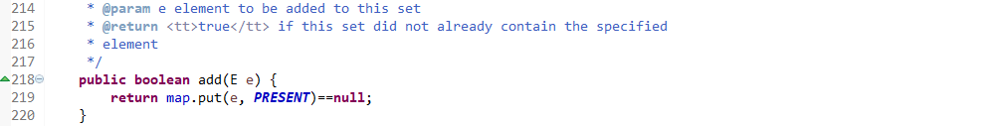 214 * @param e element to be added to this set
215 * @return <tt>true</tt> if this set did not already contain the specified
216 * element
217 */
218 public boolean add(E e) {
219 return map.put(e, PRESENT)==null;
220 }